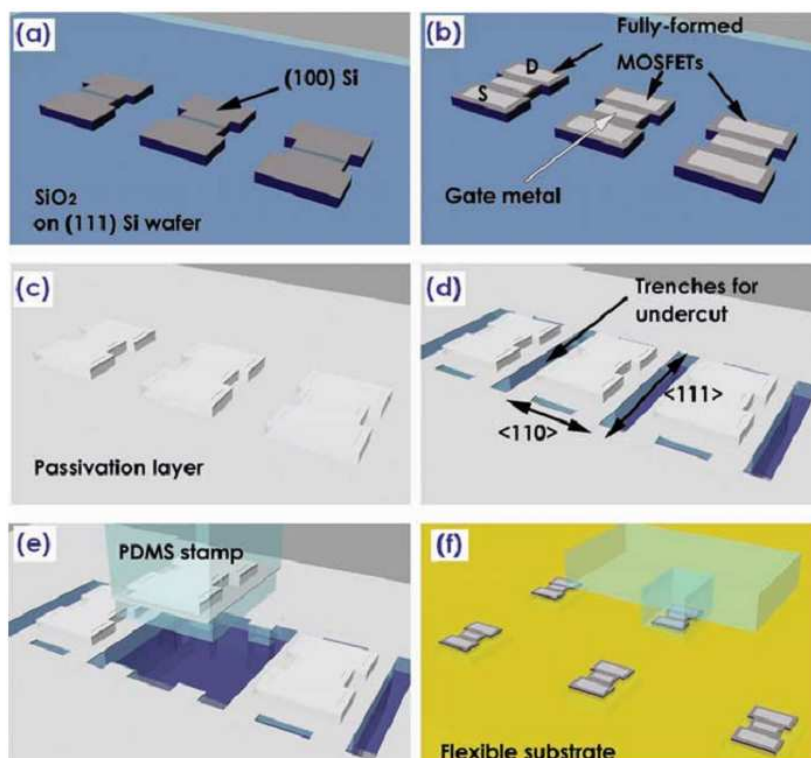 (a)
(100) Si
SiO2
on (111) Si wafer
(b)
Fully-formed
MOSFETs
D
S
Gate metal
(c)
Passivation layer
(d)
Trenches for
undercut
<111>
<110>
(e)
PDMS stamp
(f)
Flexible substrate